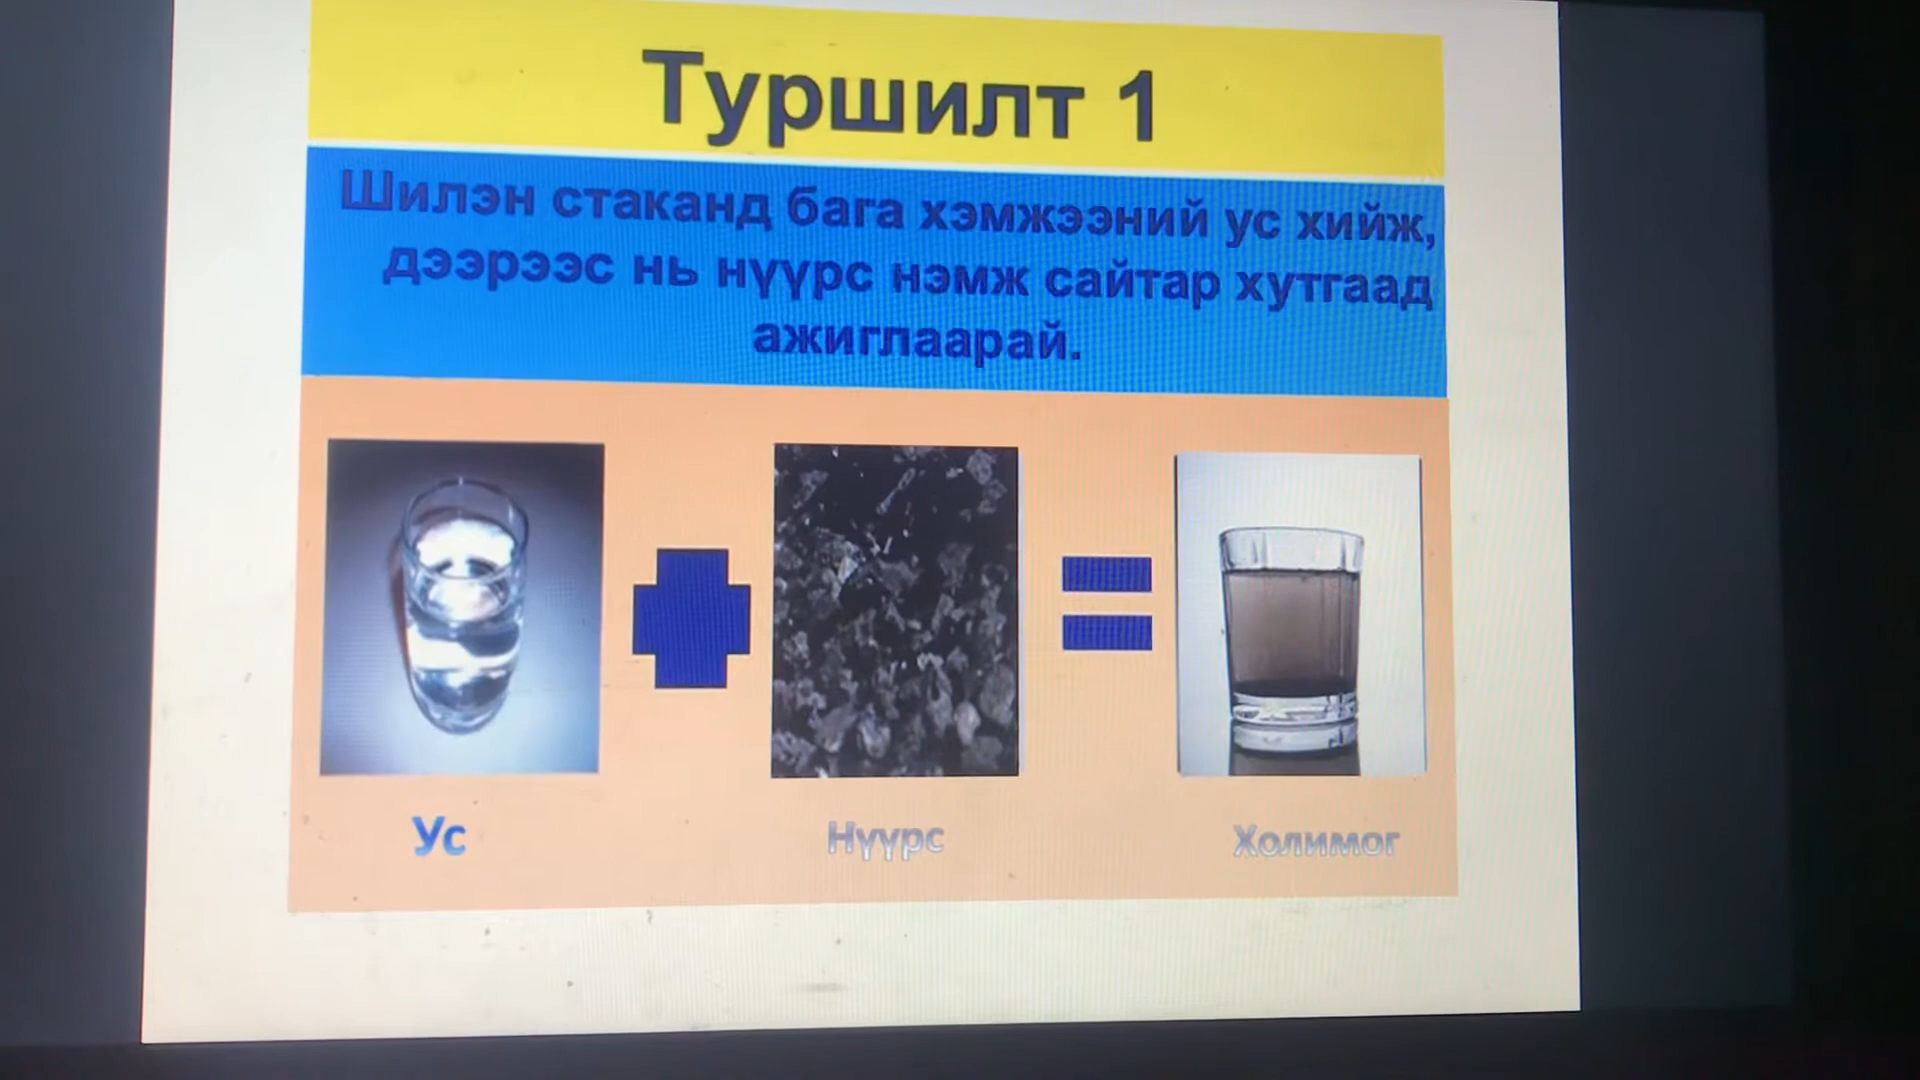 Туршилт 1
Шилэн стаканд бага хэмжээний ус хийж,
дээрээс нь нүүрс нэмж сайтар хутгаад
ажиглаарай.
Ус
Нүүрс
Холимог